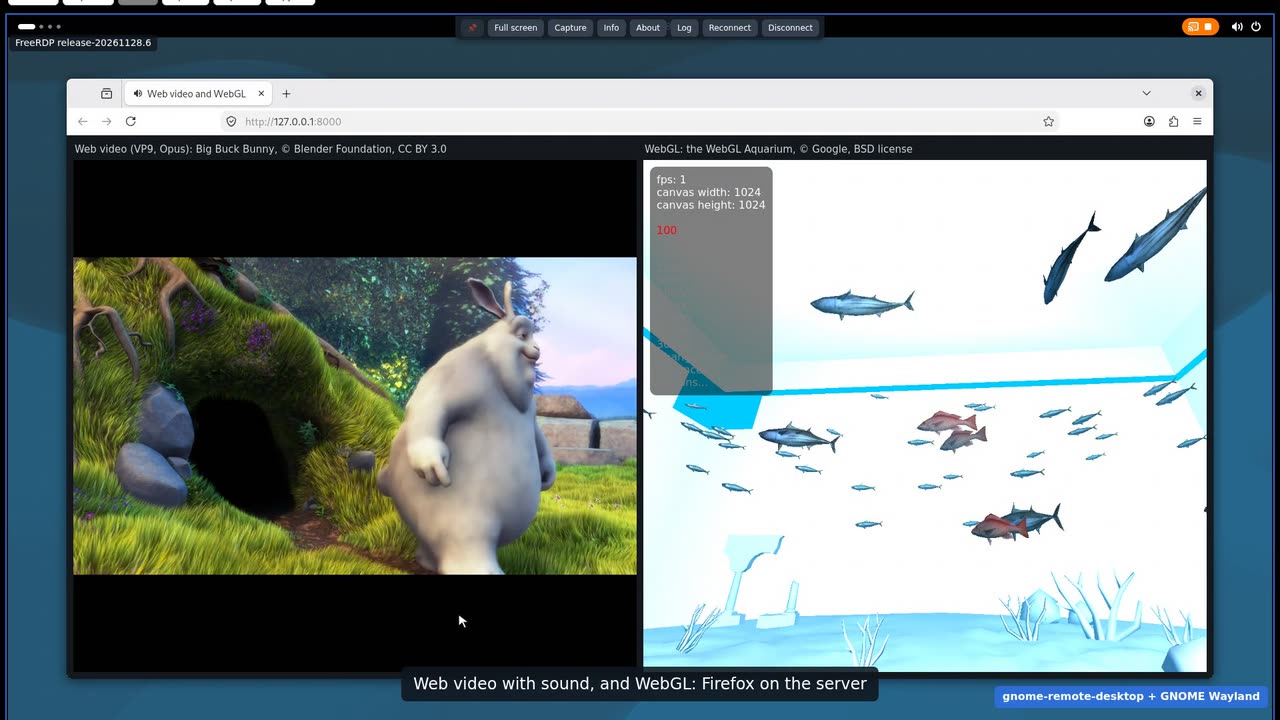 Full screen
Capture
Info
About
Log
Reconnect
Disconnect
FreeRDP release-20261128.6
Web video and WebGL
http://127.0.0.1:8000
Web video (VP9, Opus): Big Buck Bunny, © Blender Foundation, CC BY 3.0
WebGL: the WebGL Aquarium, © Google, BSD license
fps: 1
canvas width: 1024
canvas height: 1024
100
Web video with sound, and WebGL: Firefox on the server
gnome-remote-desktop + GNOME Wayland